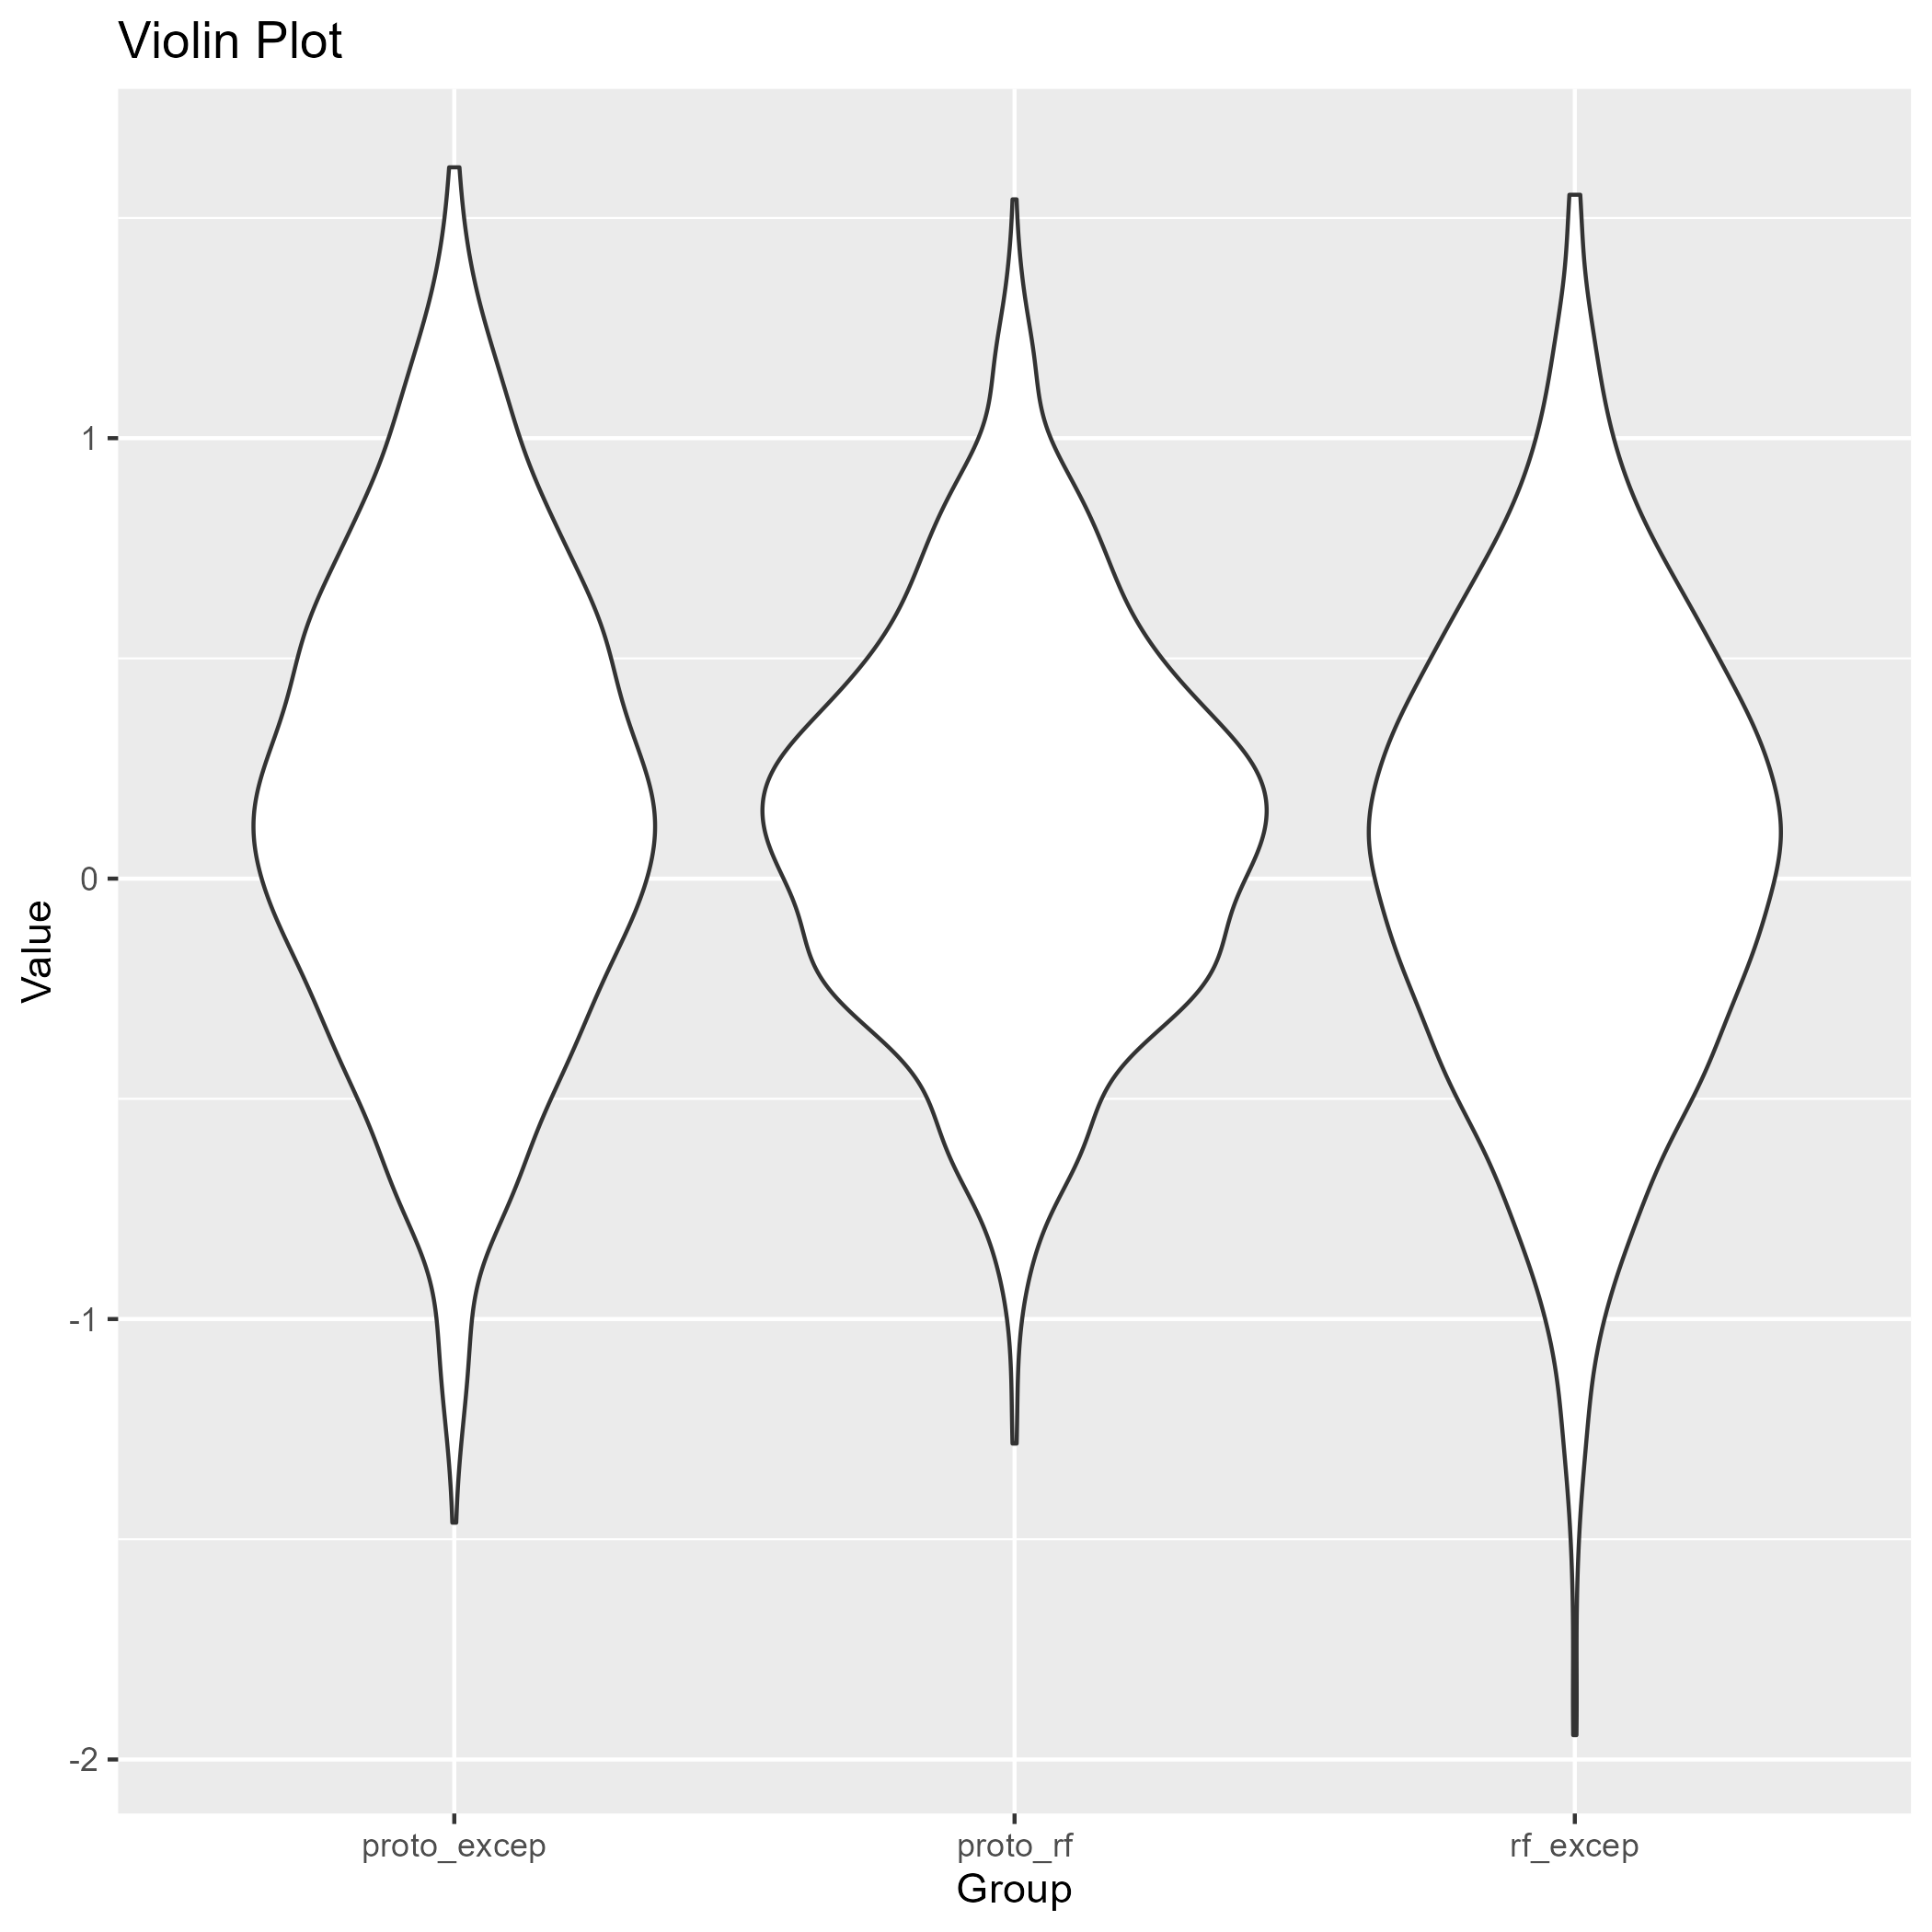 Violin Plot
1
0
-1
-2
Value
proto_excep
proto_rf
rf_excep
Group